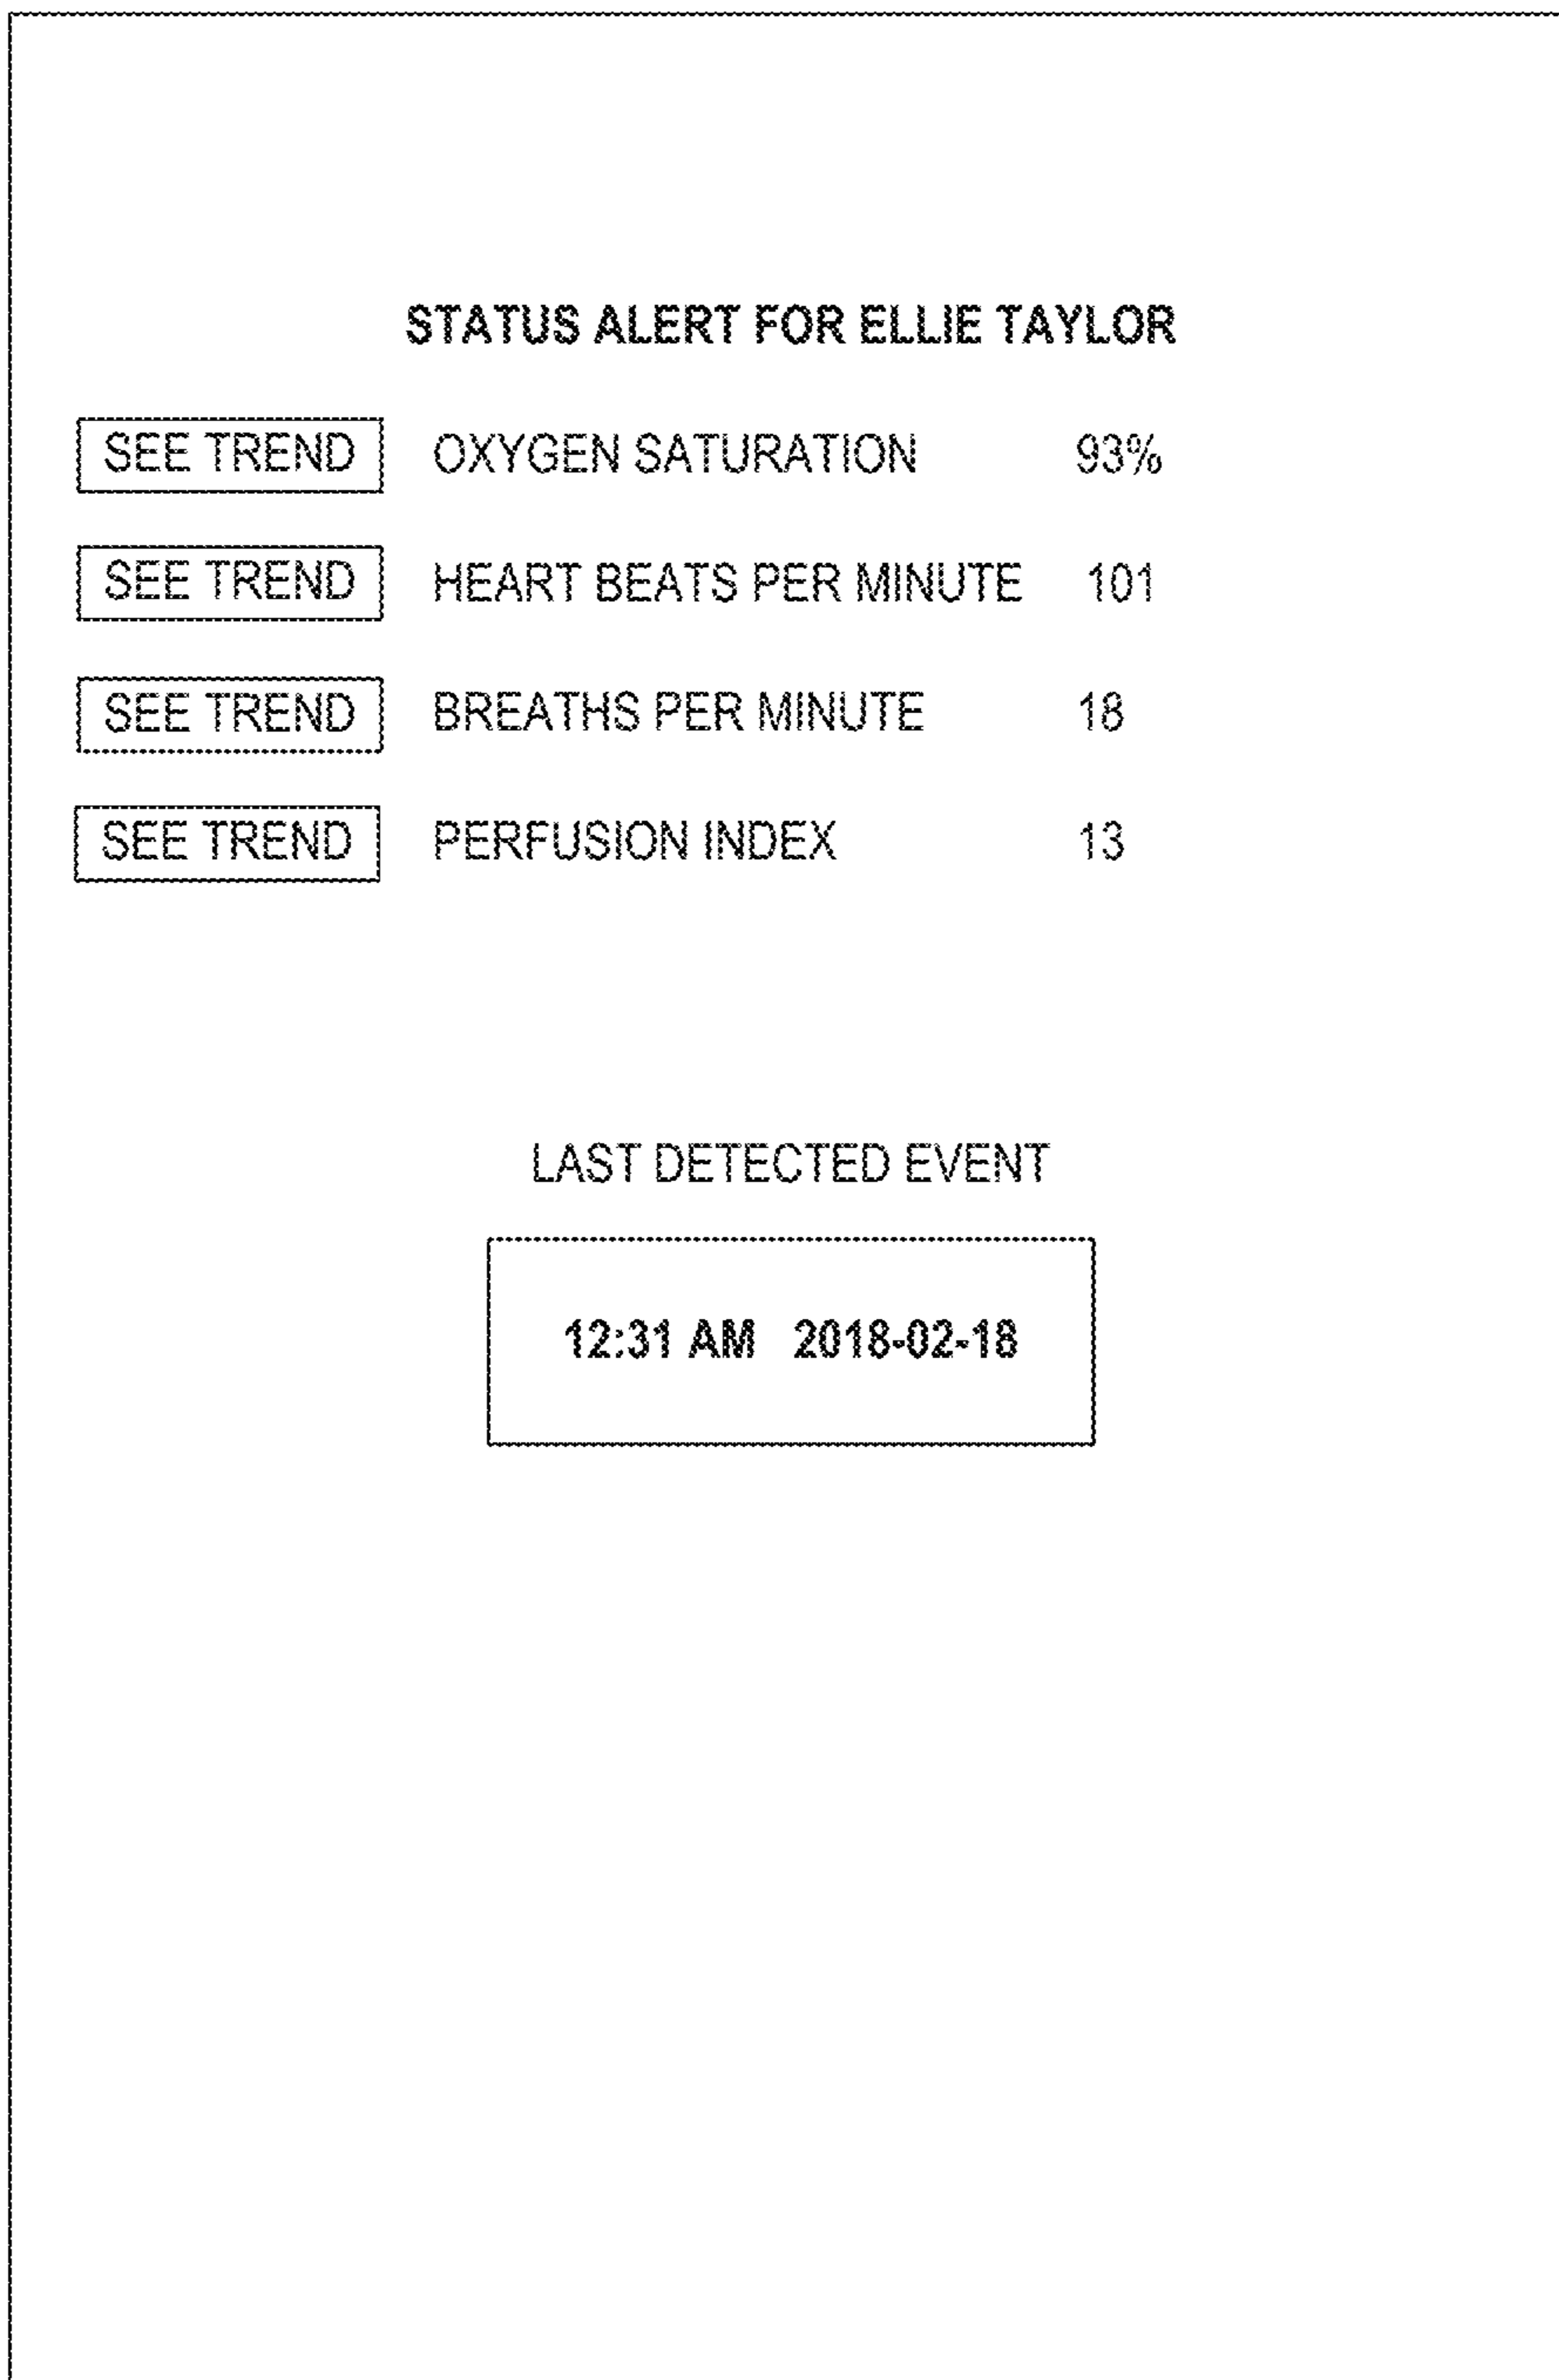 STATUS ALERT FOR ELLIE TAYLOR
SEE TREND OXYGEN SATURATION 93%
SEE TREND HEART BEATS PER MINUTE 101
SEE TREND BREATHS PER MINUTE 18
SEE TREND PERFUSION INDEX 13
LAST DETECTED EVENT
12:31 AM 2018-02-18